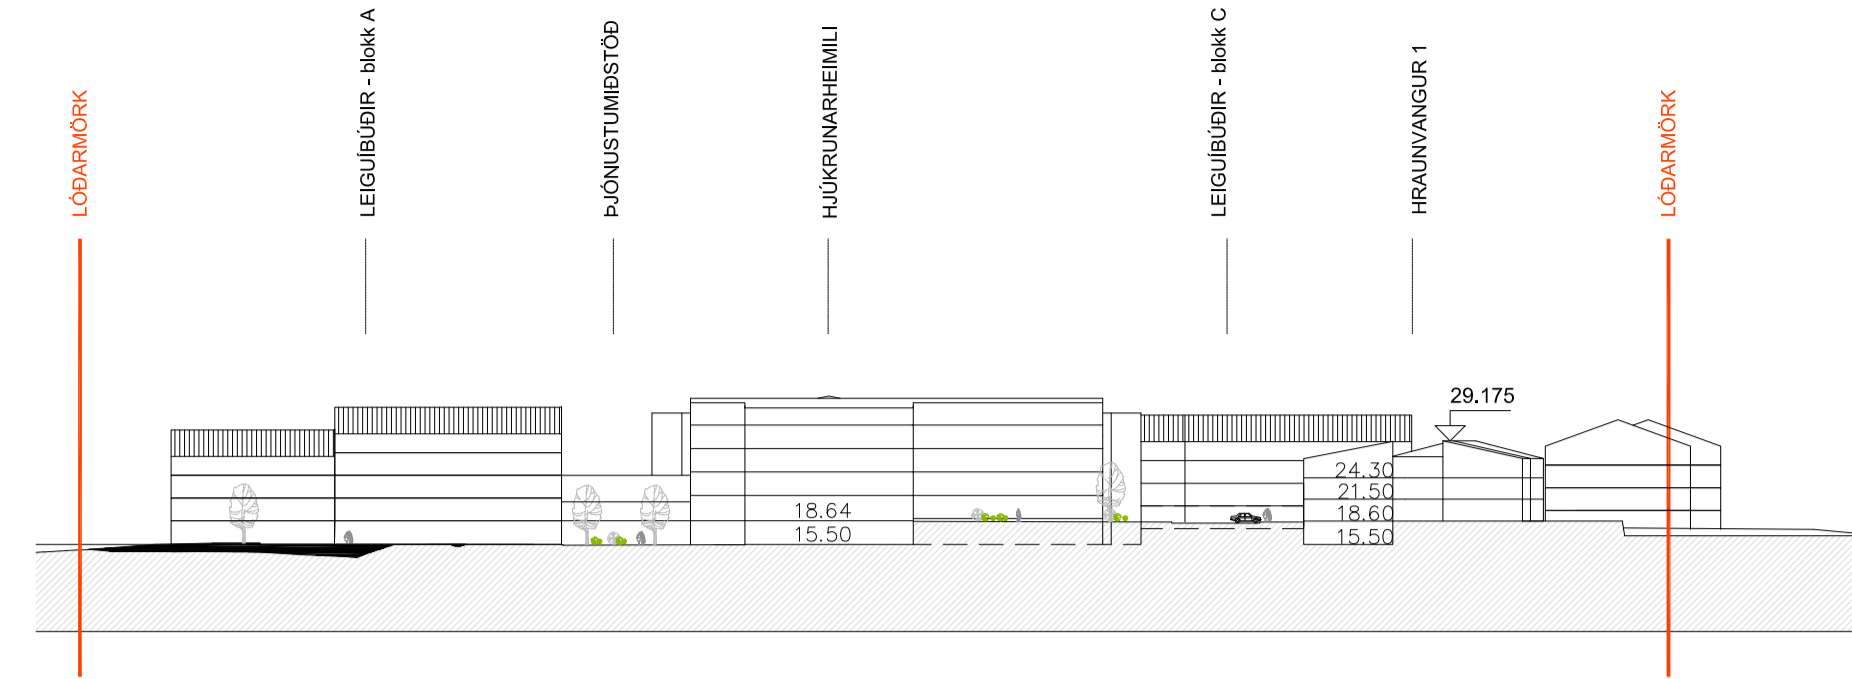 LÓÐARMÖRK
LEIGUÍBÚÐIR - blokk A
ÞJÓNUSTUMIÐSTÖÐ
HJÚKRUNARHEIMILI
LEIGUÍBÚÐIR - blokk C
HRAUNVANGUR 1
LÓÐARMÖRK
29.175
24.30
21.50
18.60
15.50
18.64
15.50